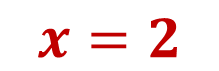 x = 2